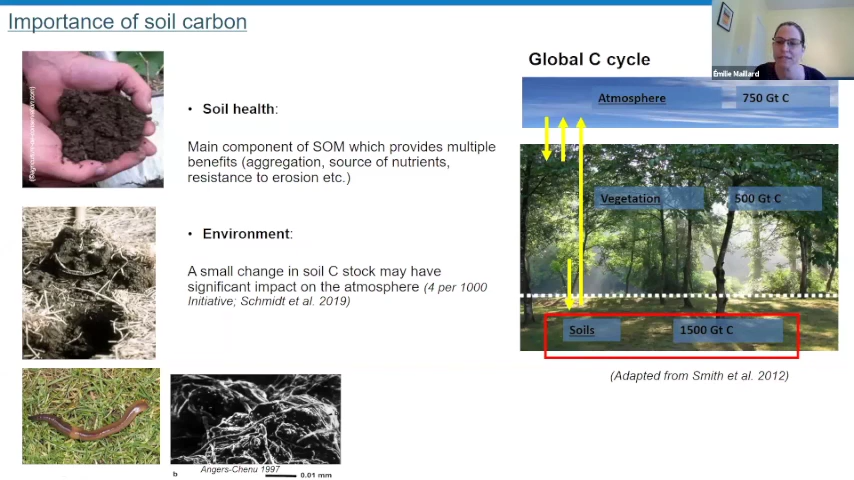 Importance of soil carbon
• Soil health:
Main component of SOM which provides multiple
benefits (aggregation, source of nutrients,
resistance to erosion etc.)
• Environment:
A small change in soil C stock may have
significant impact on the atmosphere (4 per 1000
Initiative; Schmidt et al. 2019)
Angers-Chenu 1997
b
0.01 mm
Global C cycle
Atmosphere 750 Gt C
Vegetation 500 Gt C
Soils 1500 Gt C
(Adapted from Smith et al. 2012)
Émilie Maillard